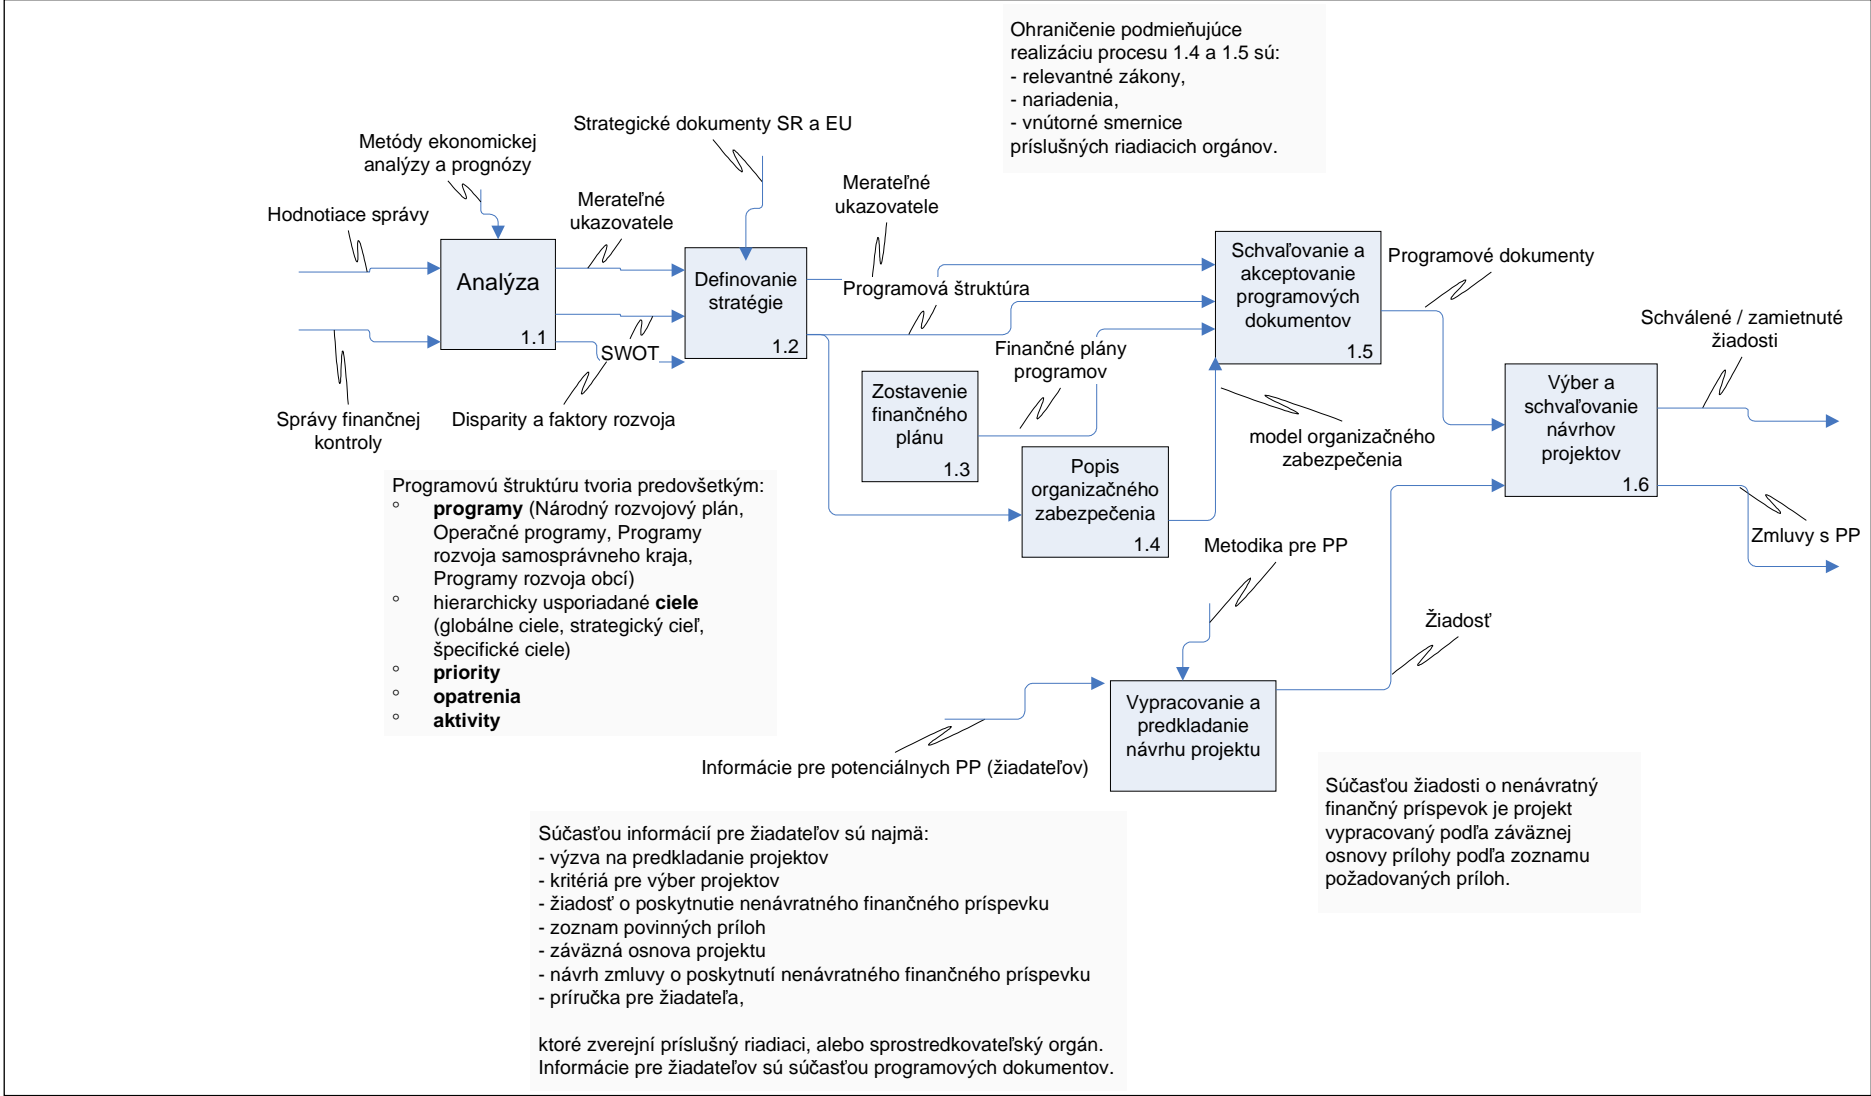 Ohraničenie podmieňujúce
realizáciu procesu 1.4 a 1.5 sú:
- relevantné zákony,
- nariadenia,
- vnútorné smernice
príslušných riadiacich orgánov.
Strategické dokumenty SR a EU
Metódy ekonomickej
analýzy a prognózy
Hodnotiace správy
Merateľné
ukazovatele
Merateľné
ukazovatele
Analýza
1.1
Definovanie
stratégie
1.2
Programová štruktúra
Schvaľovanie a
akceptovanie
programových
dokumentov
1.5
Programové dokumenty
Schválené / zamietnuté
žiadosti
SWOT
Finančné plány
programov
Správy finančnej
kontroly
Disparity a faktory rozvoja
Zostavenie
finančného
plánu
1.3
model organizačného
zabezpečenia
Výber a
schvaľovanie
návrhov
projektov
1.6
Popis
organizačného
zabezpečenia
1.4
Zmluvy s PP
Programovú štruktúru tvoria predovšetkým:
° programy (Národný rozvojový plán,
Operačné programy, Programy
rozvoja samosprávneho kraja,
Programy rozvoja obcí)
° hierarchicky usporiadané ciele
(globálne ciele, strategický cieľ,
špecifické ciele)
° priority
° opatrenia
° aktivity
Metodika pre PP
Žiadosť
Vypracovanie a
predkladanie
návrhu projektu
Informácie pre potenciálnych PP (žiadateľov)
Súčasťou žiadosti o nenávratný
finančný príspevok je projekt
vypracovaný podľa záväznej
osnovy prílohy podľa zoznamu
požadovaných príloh.
Súčasťou informácií pre žiadateľov sú najmä:
- výzva na predkladanie projektov
- kritériá pre výber projektov
- žiadosť o poskytnutie nenávratného finančného príspevku
- zoznam povinných príloh
- záväzná osnova projektu
- návrh zmluvy o poskytnutí nenávratného finančného príspevku
- príručka pre žiadateľa,
ktoré zverejní príslušný riadiaci, alebo sprostredkovateľský orgán.
Informácie pre žiadateľov sú súčasťou programových dokumentov.